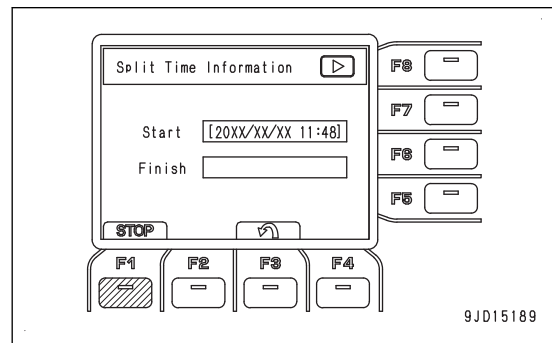 Split Time Information
Start [20XX/XX/XX 11:48]
Finish
STOP
F1 F2 F3 F4
F8
F7
F6
F5
9JD15189